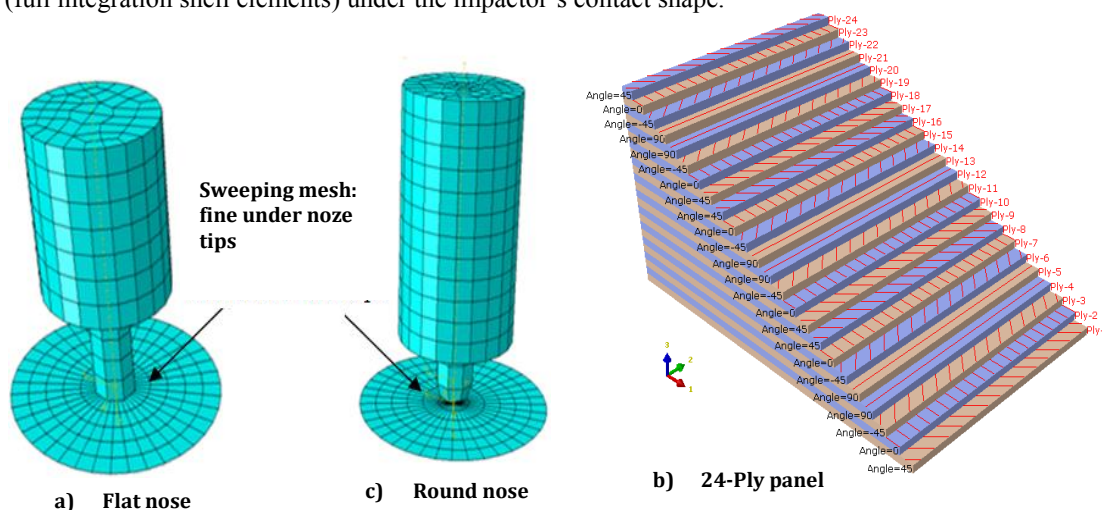 (full integration shell elements) under the impactor's contact shape.
Sweeping mesh:
fine under noze
tips
a) Flat nose
c) Round nose
Ply-24
Ply-23
Ply-22
Ply-21
Ply-20
Ply-19
Ply-18
Ply-17
Ply-16
Ply-15
Ply-14
Ply-13
Ply-12
Ply-11
Ply-10
Ply-9
Ply-8
Ply-7
Ply-6
Ply-5
Ply-4
Ply-3
Ply-2
Ply-
Angle=45
Angle=0
Angle=-45
Angle=90
Angle=90
Angle=-45
Angle=0
Angle=45
Angle=45
Angle=0
Angle=-45
Angle=90
Angle=90
Angle=-45
Angle=0
Angle=45
Angle=45
Angle=0
Angle=-45
Angle=90
Angle=90
Angle=-45
Angle=0
Angle=45
3
2
1
b) 24-Ply panel